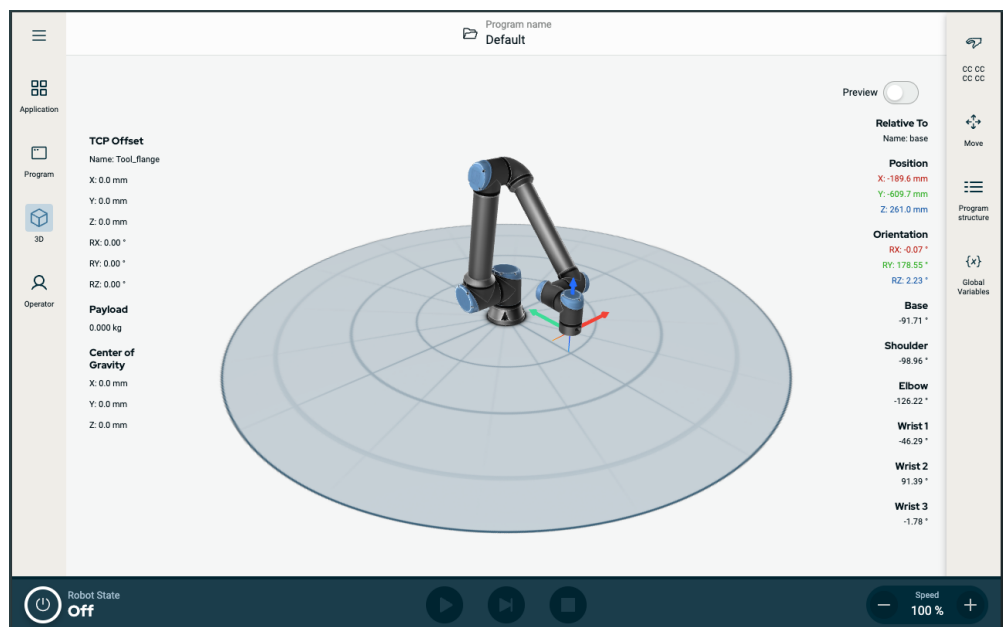 Program name
Default
Application
Program
3D
Operator
TCP Offset
Name: Tool_flange
X: 0.0 mm
Y: 0.0 mm
Z: 0.0 mm
RX: 0.00 °
RY: 0.00 °
RZ: 0.00 °
Payload
0.000 kg
Center of
Gravity
X: 0.0 mm
Y: 0.0 mm
Z: 0.0 mm
Preview
Relative To
Name: base
Position
X: -189.6 mm
Y: -609.7 mm
Z: 261.0 mm
Orientation
RX: -0.07 °
RY: 178.55 °
RZ: 2.23 °
Base
-91.71 °
Shoulder
-98.96 °
Elbow
-126.22 °
Wrist 1
-46.29 °
Wrist 2
91.39 °
Wrist 3
-1.78 °
CC CC
CC CC
Move
Program
structure
{x}
Global
Variables
Robot State
Off
Speed
100 %